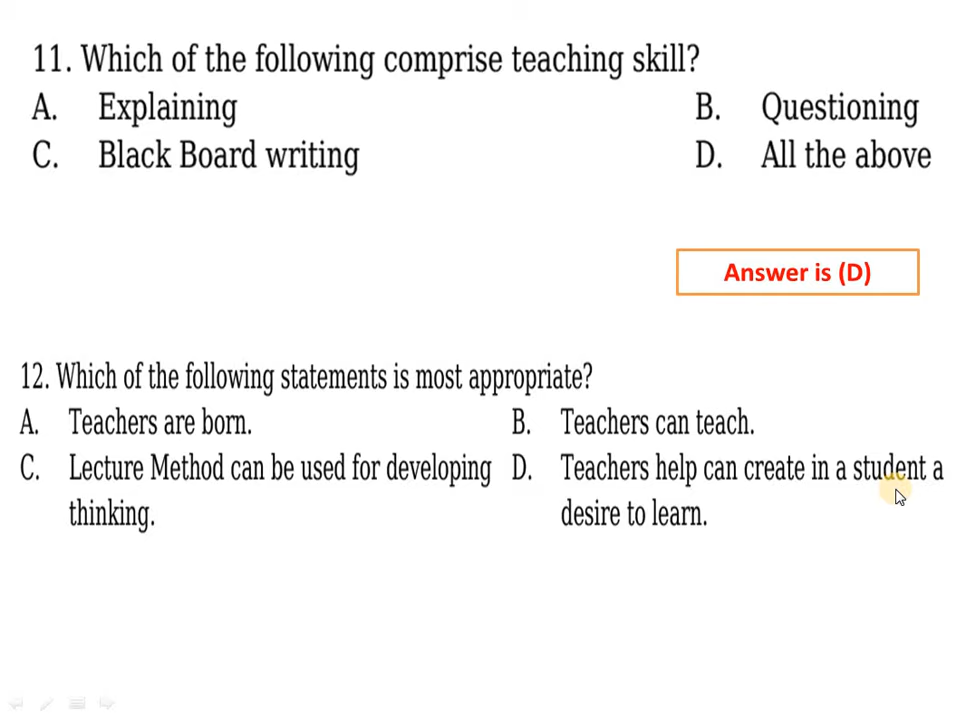 11. Which of the following comprise teaching skill?
A. Explaining B. Questioning
C. Black Board writing D. All the above
Answer is (D)
12. Which of the following statements is most appropriate?
A. Teachers are born. B. Teachers can teach.
C. Lecture Method can be used for developing D. Teachers help can create in a student a
thinking. desire to learn.